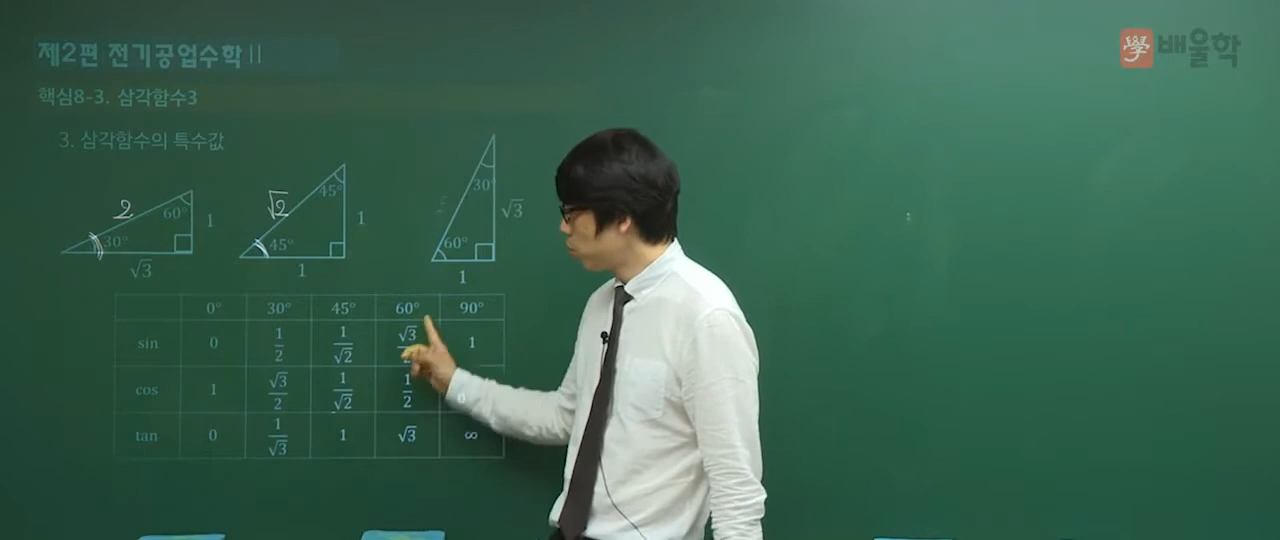 제2편 전기공업수학 II
學 배울학
핵심8-3. 삼각함수3
3. 삼각함수의 특수값
2 60° 1
30°
√3
√2 45° 1
45°
1
30° √3
60°
1
0° 30° 45° 60° 90°
sin 0 1/2 1/√2 √3/2 1
cos 1 √3/2 1/√2 1/2 0
tan 0 1/√3 1 √3 ∞